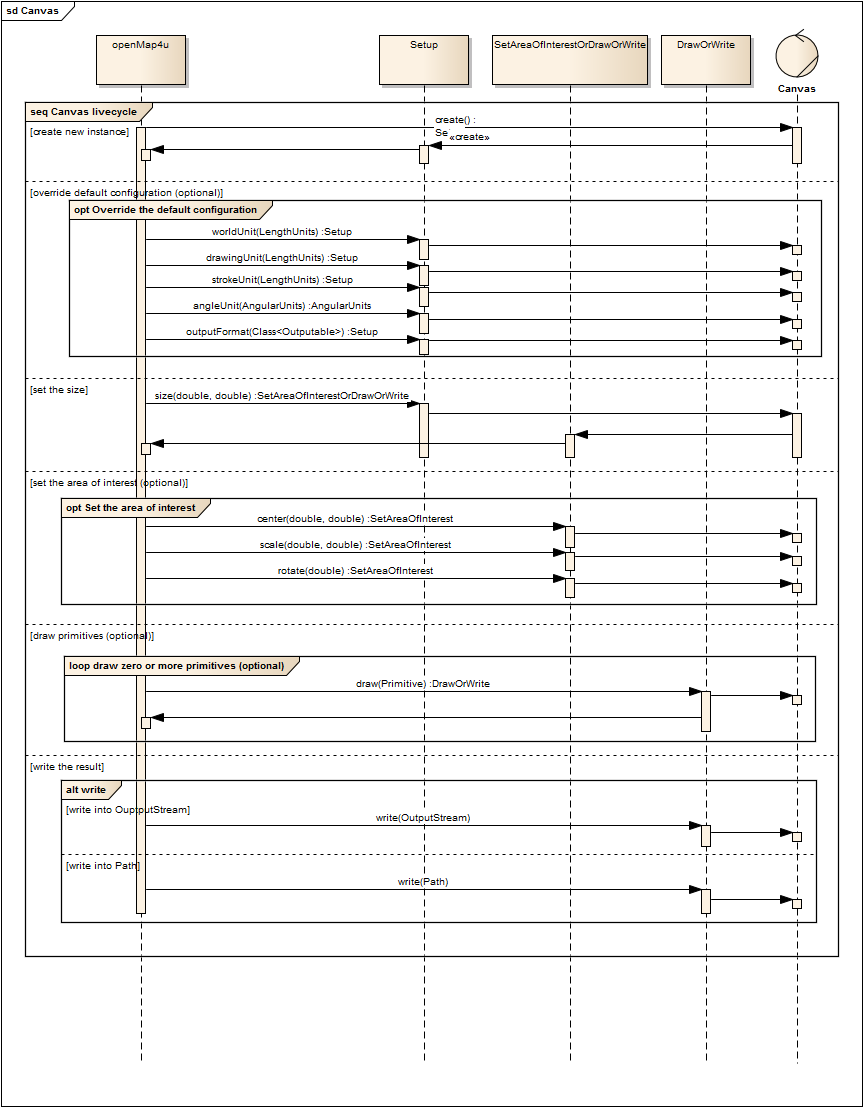 sd Canvas
openMap4u
Setup
SetAreaOfInterestOrDrawOrWrite
DrawOrWrite
Canvas
seq Canvas livecycle
[create new instance]
create() :
Se
«create»
[override default configuration (optional)]
opt Override the default configuration
worldUnit(LengthUnits) :Setup
drawingUnit(LengthUnits) :Setup
strokeUnit(LengthUnits) :Setup
angleUnit(AngularUnits) :AngularUnits
outputFormat(Class<Outputable>) :Setup
[set the size]
size(double, double) :SetAreaOfInterestOrDrawOrWrite
[set the area of interest (optional)]
opt Set the area of interest
center(double, double) :SetAreaOfInterest
scale(double, double) :SetAreaOfInterest
rotate(double) :SetAreaOfInterest
[draw primitives (optional)]
loop draw zero or more primitives (optional)
draw(Primitive) :DrawOrWrite
[write the result]
alt write
[write into OuptputStream]
write(OutputStream)
[write into Path]
write(Path)